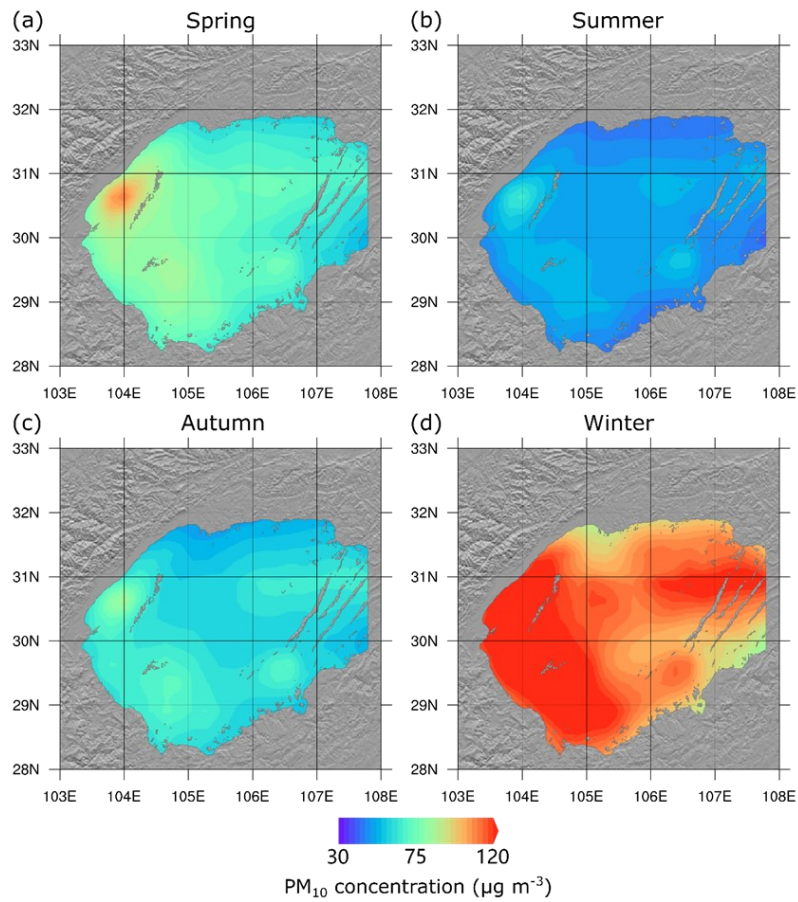 (a) Spring (b) Summer
33N 33N
32N 32N
31N 31N
30N 30N
29N 29N
28N 28N
103E 104E 105E 106E 107E 108E 103E 104E 105E 106E 107E 108E
(c) Autumn (d) Winter
33N 33N
32N 32N
31N 31N
30N 30N
29N 29N
28N 28N
103E 104E 105E 106E 107E 108E 103E 104E 105E 106E 107E 108E
30 75 120
PM₁₀ concentration (µg m⁻³)